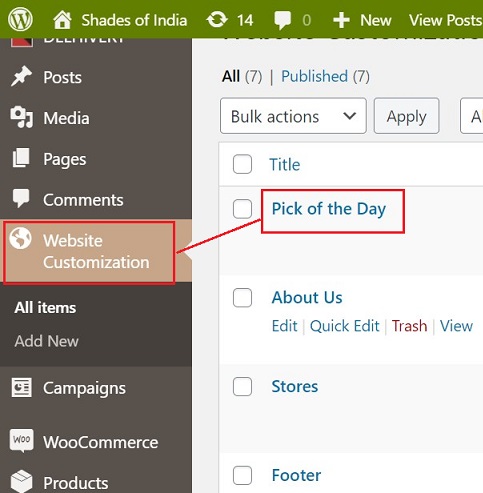 Shades of India 14 0 + New View Posts
DELHIVERY
Posts
Media
Pages
Comments
Website
Customization
All items
Add New
Campaigns
WooCommerce
Products
All (7) | Published (7)
Bulk actions Apply
Title
Pick of the Day
About Us
Edit | Quick Edit | Trash | View
Stores
Footer